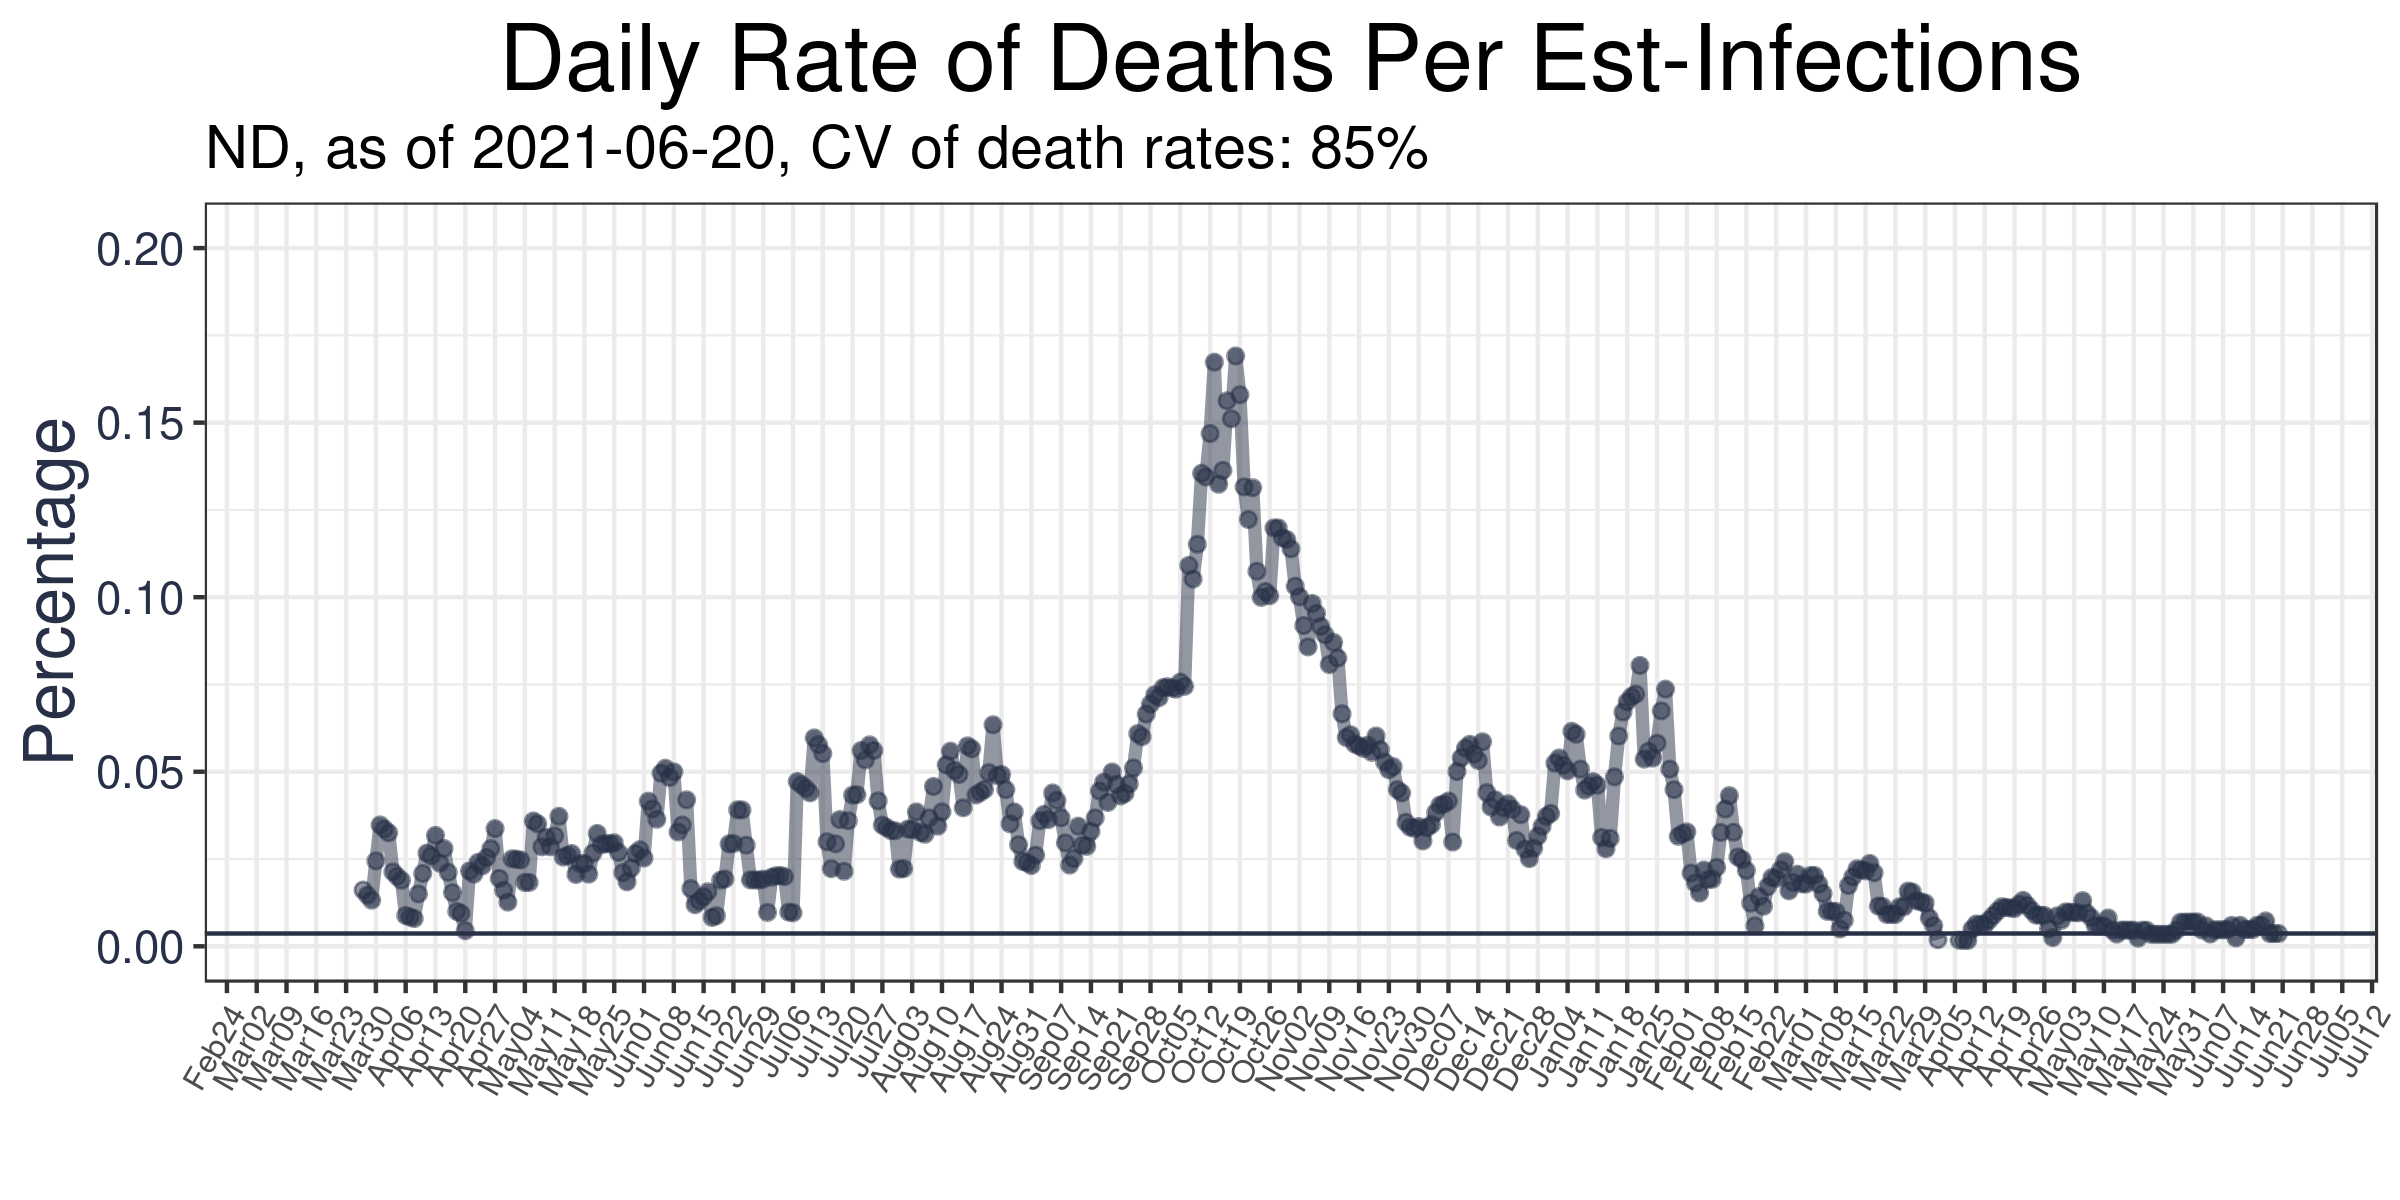 Daily Rate of Deaths Per Est-Infections
ND, as of 2021-06-20, CV of death rates: 85%
Percentage
0.20
0.15
0.10
0.05
0.00
Feb24
Mar02
Mar09
Mar16
Mar23
Mar30
Apr06
Apr13
Apr20
Apr27
May04
May11
May18
May25
Jun01
Jun08
Jun15
Jun22
Jun29
Jul06
Jul13
Jul20
Jul27
Aug03
Aug10
Aug17
Aug24
Aug31
Sep07
Sep14
Sep21
Sep28
Oct05
Oct12
Oct19
Oct26
Nov02
Nov09
Nov16
Nov23
Nov30
Dec07
Dec14
Dec21
Dec28
Jan04
Jan11
Jan18
Jan25
Feb01
Feb08
Feb15
Feb22
Mar01
Mar08
Mar15
Mar22
Mar29
Apr05
Apr12
Apr19
Apr26
May03
May10
May17
May24
May31
Jun07
Jun14
Jun21
Jun28
Jul05
Jul12